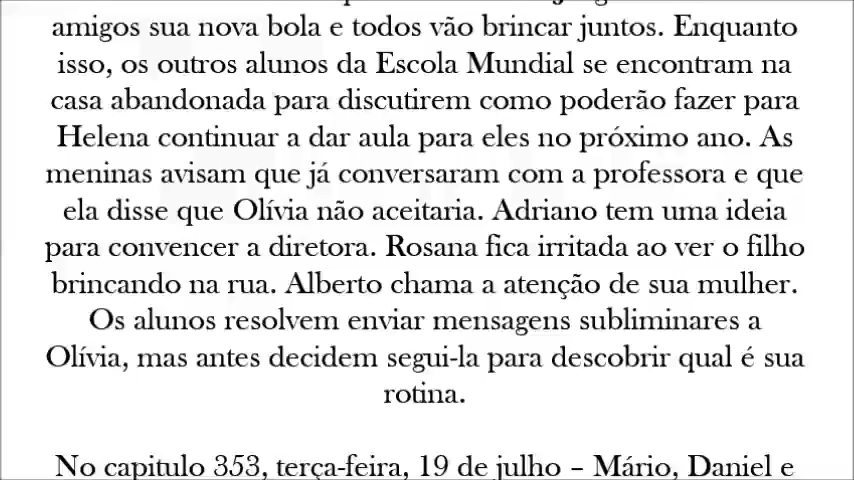 amigos sua nova bola e todos vão brincar juntos. Enquanto
isso, os outros alunos da Escola Mundial se encontram na
casa abandonada para discutirem como poderão fazer para
Helena continuar a dar aula para eles no próximo ano. As
meninas avisam que já conversaram com a professora e que
ela disse que Olívia não aceitaria. Adriano tem uma ideia
para convencer a diretora. Rosana fica irritada ao ver o filho
brincando na rua. Alberto chama a atenção de sua mulher.
Os alunos resolvem enviar mensagens subliminares a
Olívia, mas antes decidem segui-la para descobrir qual é sua
rotina.
No capitulo 353, terça-feira, 19 de julho – Mário, Daniel e